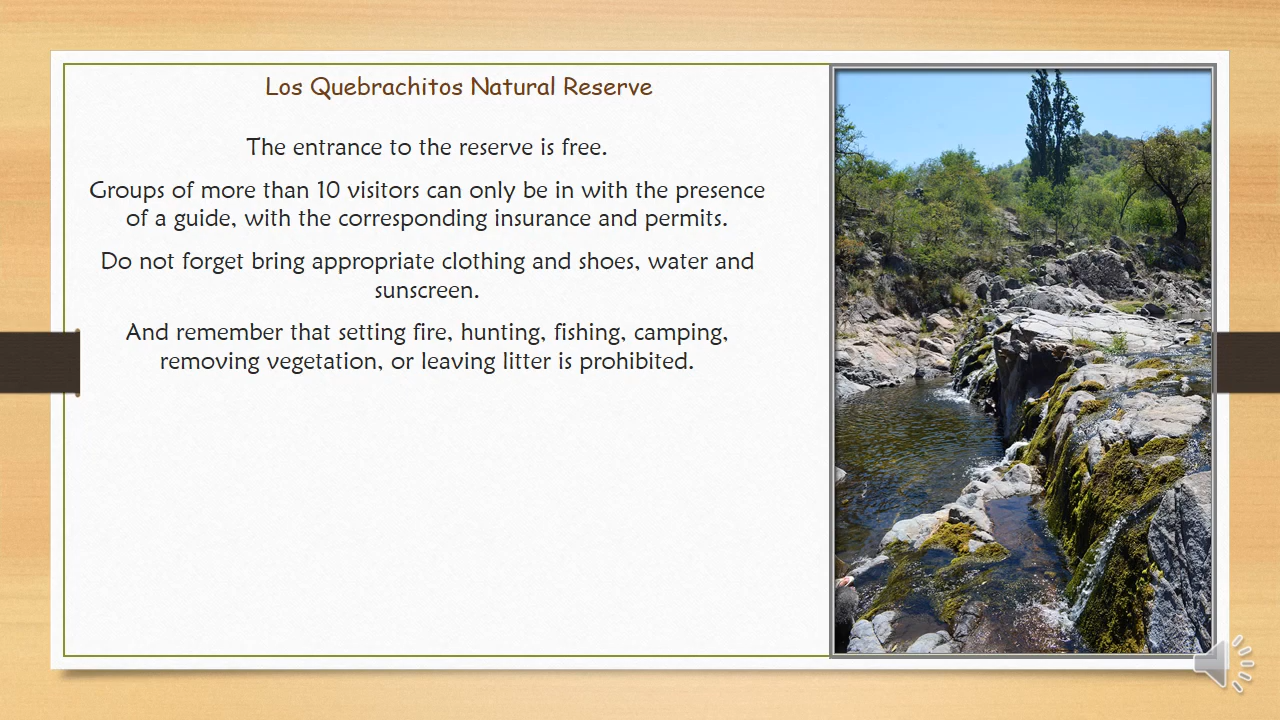 Los Quebrachitos Natural Reserve
The entrance to the reserve is free.
Groups of more than 10 visitors can only be in with the presence
of a guide, with the corresponding insurance and permits.
Do not forget bring appropriate clothing and shoes, water and
sunscreen.
And remember that setting fire, hunting, fishing, camping,
removing vegetation, or leaving litter is prohibited.